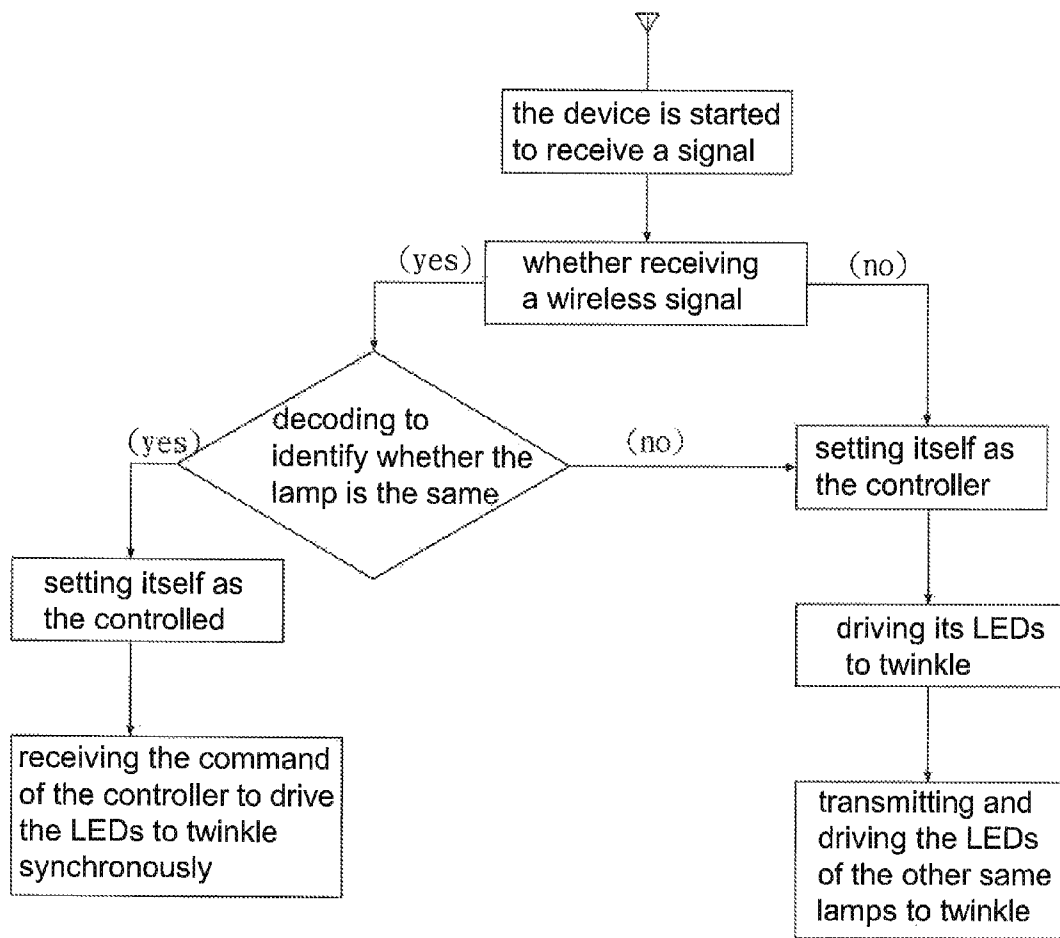 the device is started
to receive a signal
(yes)
whether receiving
a wireless signal
(no)
(yes)
decoding to
identify whether the
lamp is the same
(no)
setting itself as
the controller
setting itself as
the controlled
driving its LEDs
to twinkle
receiving the command
of the controller to drive
the LEDs to twinkle
synchronously
transmitting and
driving the LEDs
of the other same
lamps to twinkle